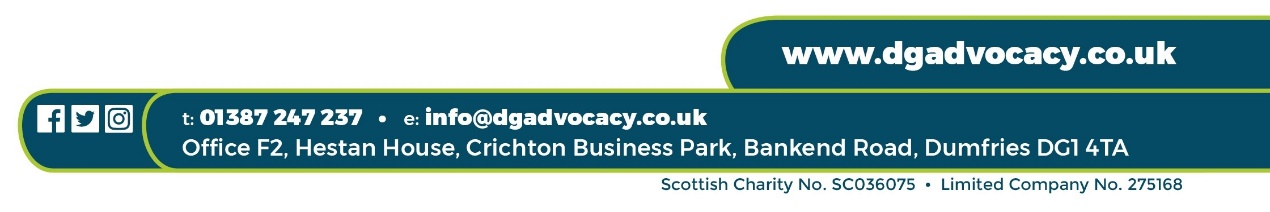 www.dgadvocacy.co.uk
t: 01387 247 237 • e: info@dgadvocacy.co.uk
Office F2, Hestan House, Crichton Business Park, Bankend Road, Dumfries DG1 4TA
Scottish Charity No. SC036075 • Limited Company No. 275168